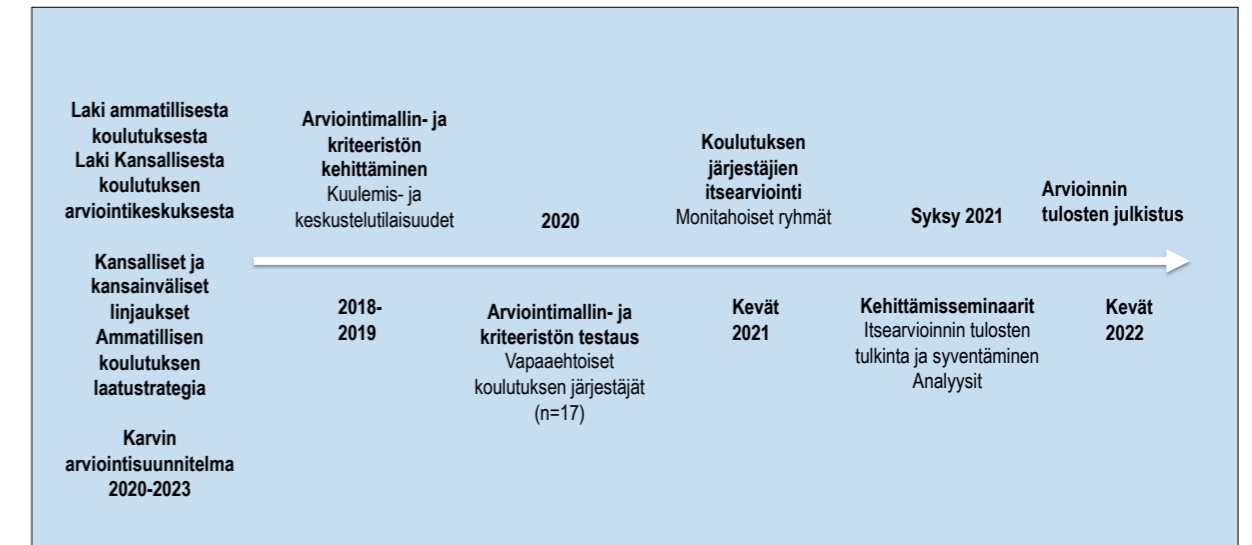 Laki ammatillisesta
koulutuksesta
Laki Kansallisesta
koulutuksen
arviointikeskuksesta
Kansalliset ja
kansainväliset
linjaukset
Ammatillisen
koulutuksen
laatustrategia
Karvin
arviointisuunnitelma
2020-2023
Arviointimallin- ja
kriteeristön
kehittäminen
Kuulemis- ja
keskustelutilaisuudet
2018-
2019
2020
Arviointimallin- ja
kriteeristön testaus
Vapaaehtoiset
koulutuksen järjestäjät
(n=17)
Koulutuksen
järjestäjien
itsearviointi
Monitahoiset ryhmät
Kevät
2021
Syksy 2021
Kehittämisseminaarit
Itsearvioinnin tulosten
tulkinta ja syventäminen
Analyysit
Arvioinnin
tulosten julkistus
Kevät
2022